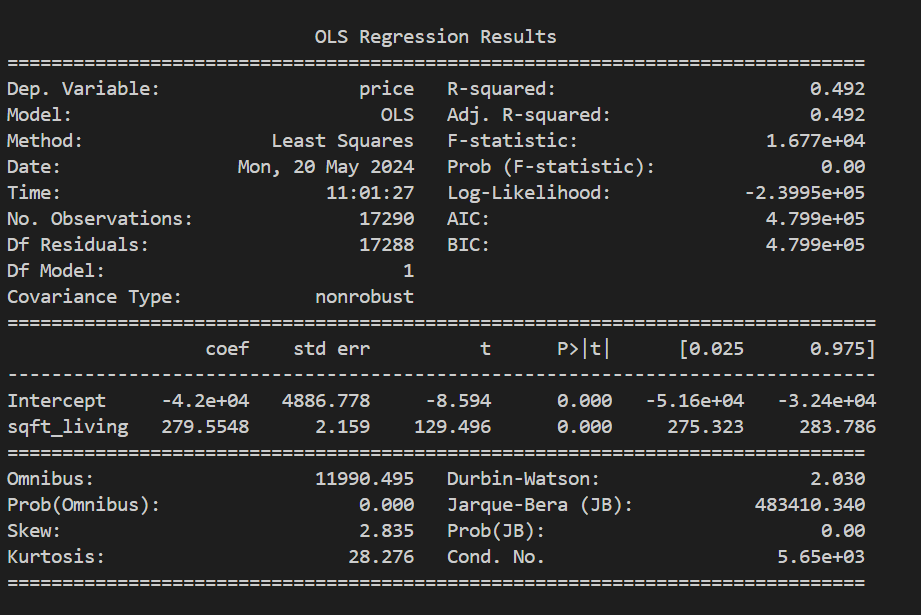 OLS Regression Results
==============================================================================
Dep. Variable: price R-squared: 0.492
Model: OLS Adj. R-squared: 0.492
Method: Least Squares F-statistic: 1.677e+04
Date: Mon, 20 May 2024 Prob (F-statistic): 0.00
Time: 11:01:27 Log-Likelihood: -2.3995e+05
No. Observations: 17290 AIC: 4.799e+05
Df Residuals: 17288 BIC: 4.799e+05
Df Model: 1
Covariance Type: nonrobust
===============================================================================
coef std err t P>|t| [0.025 0.975]
-------------------------------------------------------------------------------
Intercept -4.2e+04 4886.778 -8.594 0.000 -5.16e+04 -3.24e+04
sqft_living 279.5548 2.159 129.496 0.000 275.323 283.786
==============================================================================
Omnibus: 11990.495 Durbin-Watson: 2.030
Prob(Omnibus): 0.000 Jarque-Bera (JB): 483410.340
Skew: 2.835 Prob(JB): 0.00
Kurtosis: 28.276 Cond. No. 5.65e+03
==============================================================================